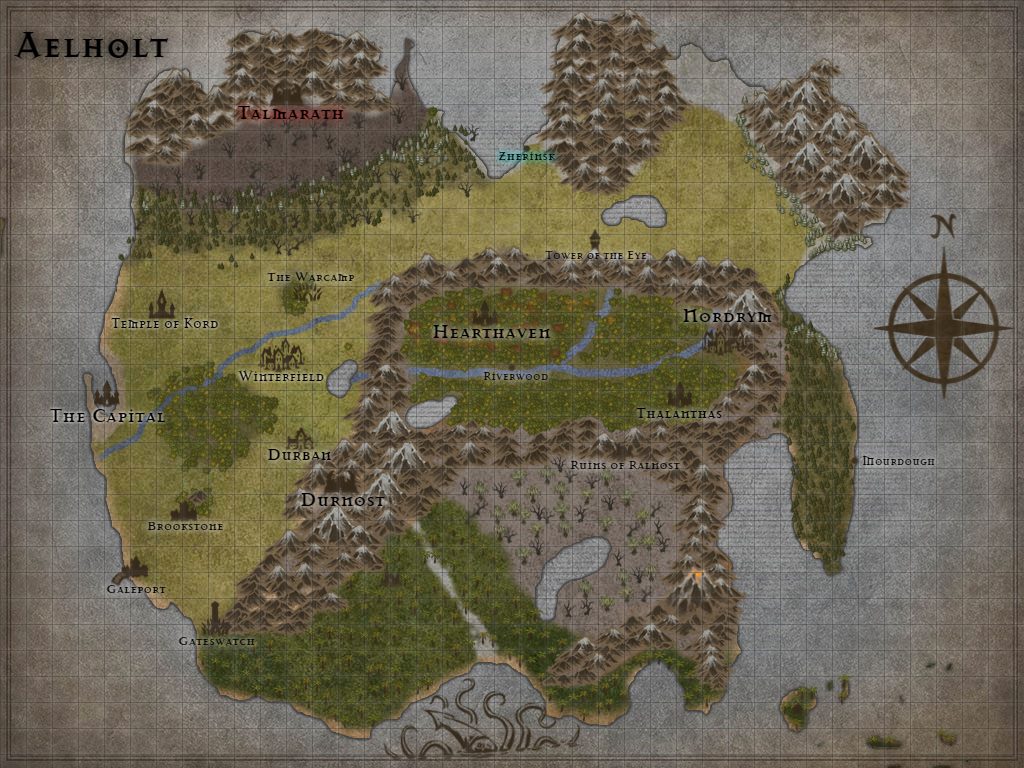 Aelholt
Talmarath
Zherinsk
N
Tower of the Eye
The Warcamp
Temple of Kord
Nordrym
Hearthaven
Winterfield
Riverwood
Thalanthas
The Capital
Durban
Ruins of Ralnost
Mourdough
Durnost
Brookstone
Galeport
Gateswatch